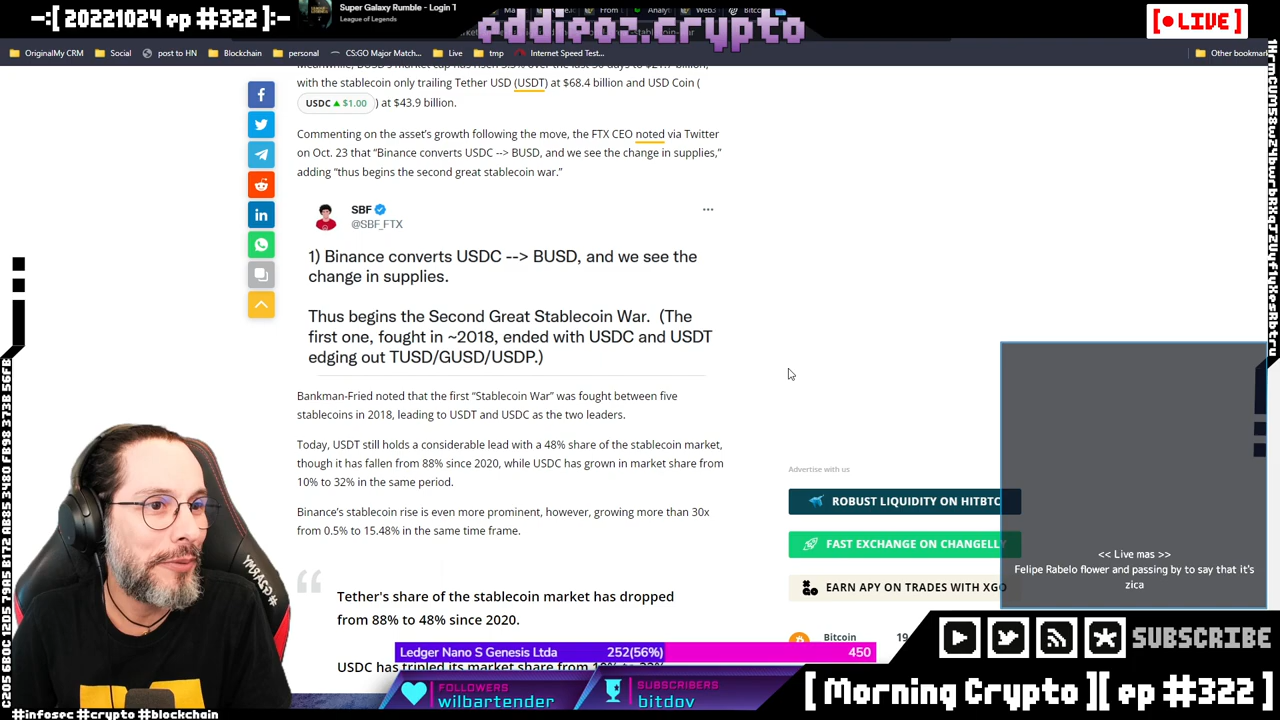 -:[ 20221024 ep #322 ]:-
Super Galaxy Rumble - Login
League of Legends
eddieoz.crypto
[ LIVE ]
OriginalMy CRM
Social
post to HN
Blockchain
personal
CS:GO Major Match...
Live
tmp
Internet Speed Test...
Other bookmar
with the stablecoin only trailing Tether USD (USDT) at $68.4 billion and USD Coin (
USDC ▲ $1.00 ) at $43.9 billion.
Commenting on the asset's growth following the move, the FTX CEO noted via Twitter
on Oct. 23 that "Binance converts USDC --> BUSD, and we see the change in supplies,"
adding "thus begins the second great stablecoin war."
SBF
@SBF_FTX
1) Binance converts USDC --> BUSD, and we see the
change in supplies.
Thus begins the Second Great Stablecoin War. (The
first one, fought in ~2018, ended with USDC and USDT
edging out TUSD/GUSD/USDP.)
Bankman-Fried noted that the first "Stablecoin War" was fought between five
stablecoins in 2018, leading to USDT and USDC as the two leaders.
Today, USDT still holds a considerable lead with a 48% share of the stablecoin market,
though it has fallen from 88% since 2020, while USDC has grown in market share from
10% to 32% in the same period.
Binance's stablecoin rise is even more prominent, however, growing more than 30x
from 0.5% to 15.48% in the same time frame.
Tether's share of the stablecoin market has dropped
from 88% to 48% since 2020.
USDC has tripled its market share from
Advertise with us
ROBUST LIQUIDITY ON HITBTC
FAST EXCHANGE ON CHANGELLY
EARN APY ON TRADES WITH XGO
Bitcoin
<< Live mas >>
Felipe Rabelo flower and passing by to say that it's
zica
Ledger Nano S Genesis Ltda 252(56%) 450
FOLLOWERS
wilbartender
SUBSCRIBERS
bitdov
SUBSCRIBE
[ Morning Crypto ][ ep #322 ]
#infosec #crypto #blockchain